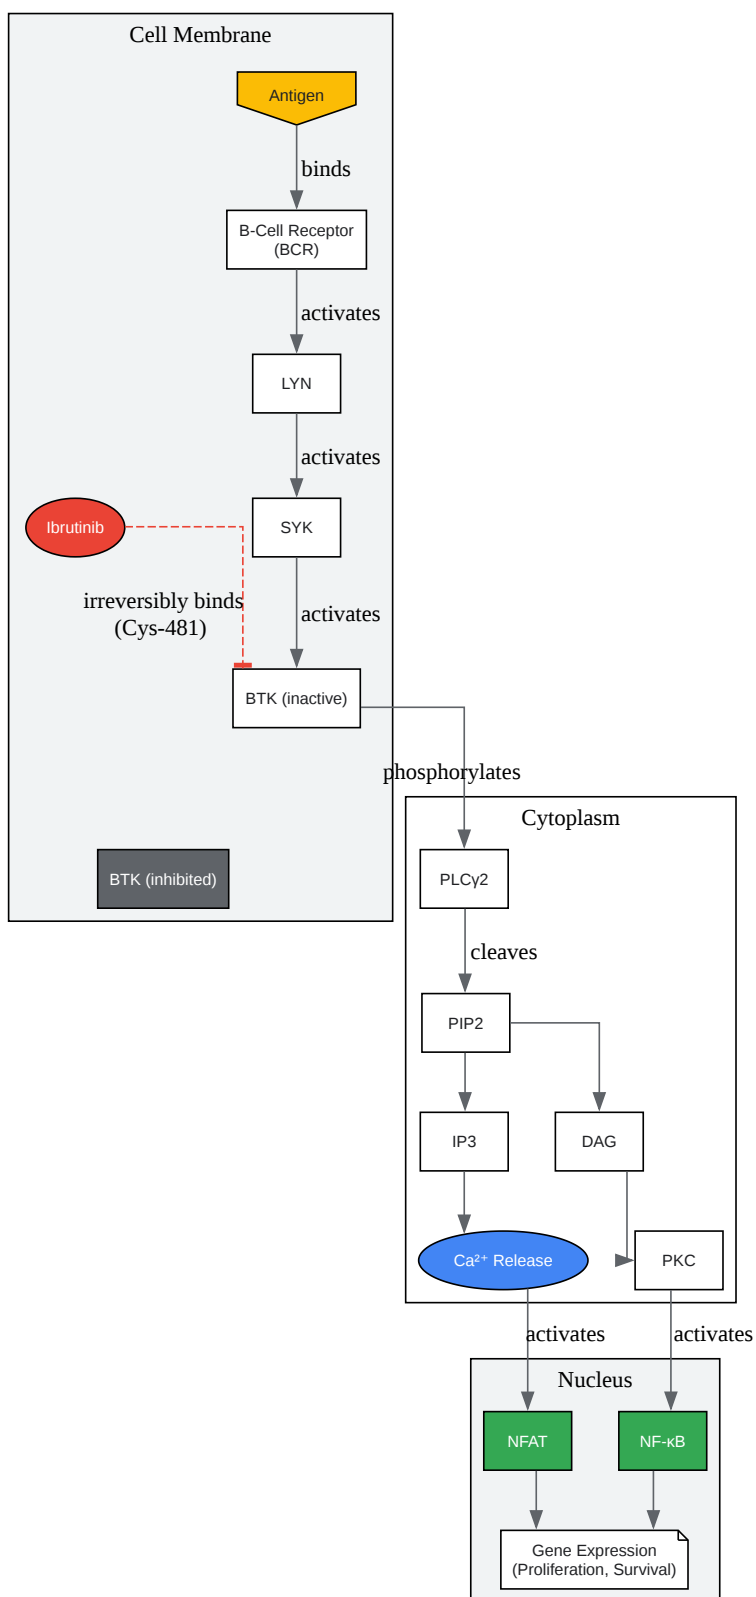 Cell Membrane
Antigen
binds
B-Cell Receptor
(BCR)
activates
LYN
activates
Ibrutinib
SYK
irreversibly binds
(Cys-481)
activates
BTK (inactive)
phosphorylates
Cytoplasm
BTK (inhibited)
PLCγ2
cleaves
PIP2
IP3
DAG
Ca²⁺ Release
PKC
activates
activates
Nucleus
NFAT
NF-κB
Gene Expression
(Proliferation, Survival)